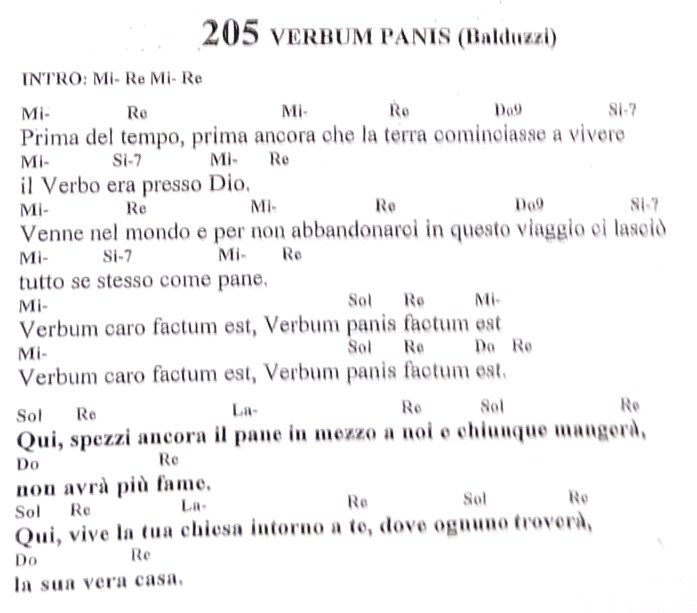 205 VERBUM PANIS (Balduzzi)
INTRO: Mi- Re Mi- Re
Mi- Re Mi- Re Do9 Si-7
Prima del tempo, prima ancora che la terra cominciasse a vivere
Mi- Si-7 Mi- Re
il Verbo era presso Dio.
Mi- Re Mi- Re Do9 Si-7
Venne nel mondo e per non abbandonarci in questo viaggio ci lasciò
Mi- Si-7 Mi- Re
tutto se stesso come pane.
Mi- Sol Re Mi-
Verbum caro factum est, Verbum panis factum est
Mi- Sol Re Do Re
Verbum caro factum est, Verbum panis factum est.
Sol Re La- Re Sol Re
Qui, spezzi ancora il pane in mezzo a noi e chiunque mangerà,
Do Re
non avrà più fame.
Sol Re La- Re Sol Re
Qui, vive la tua chiesa intorno a te, dove ognuno troverà,
Do Re
la sua vera casa.